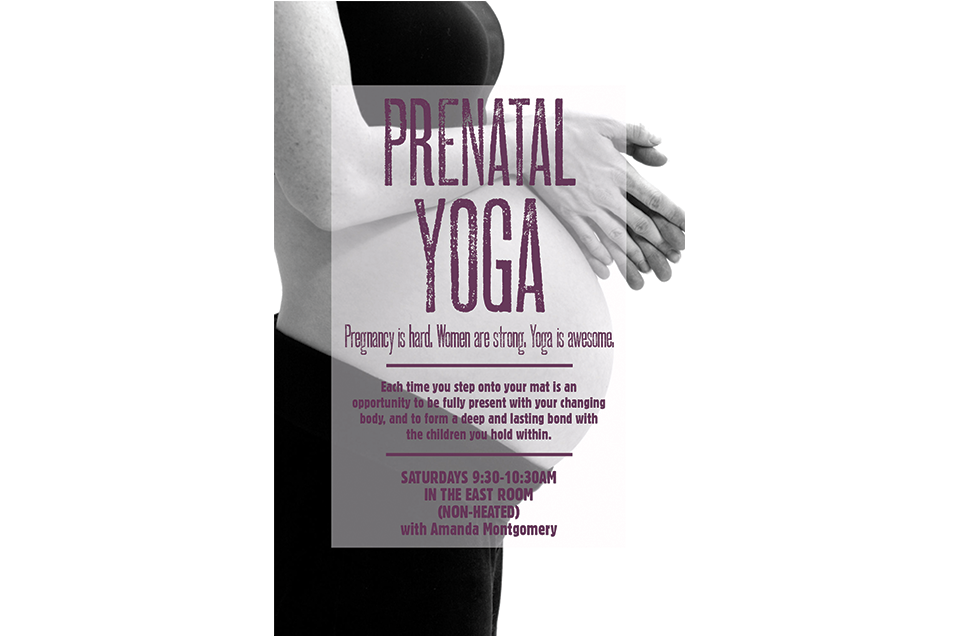 PRENATAL
YOGA
Pregnancy is hard. Women are strong. Yoga is awesome.
Each time you step onto your mat is an
opportunity to be fully present with your changing
body, and to form a deep and lasting bond with
the children you hold within.
SATURDAYS 9:30-10:30AM
IN THE EAST ROOM
(NON-HEATED)
with Amanda Montgomery